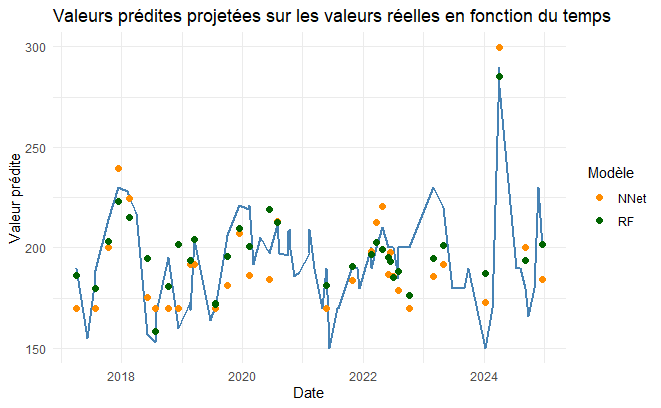 Valeurs prédites projetées sur les valeurs réelles en fonction du temps
Valeur prédite
300
250
200
150
2018
2020
2022
2024
Date
Modèle
NNet
RF